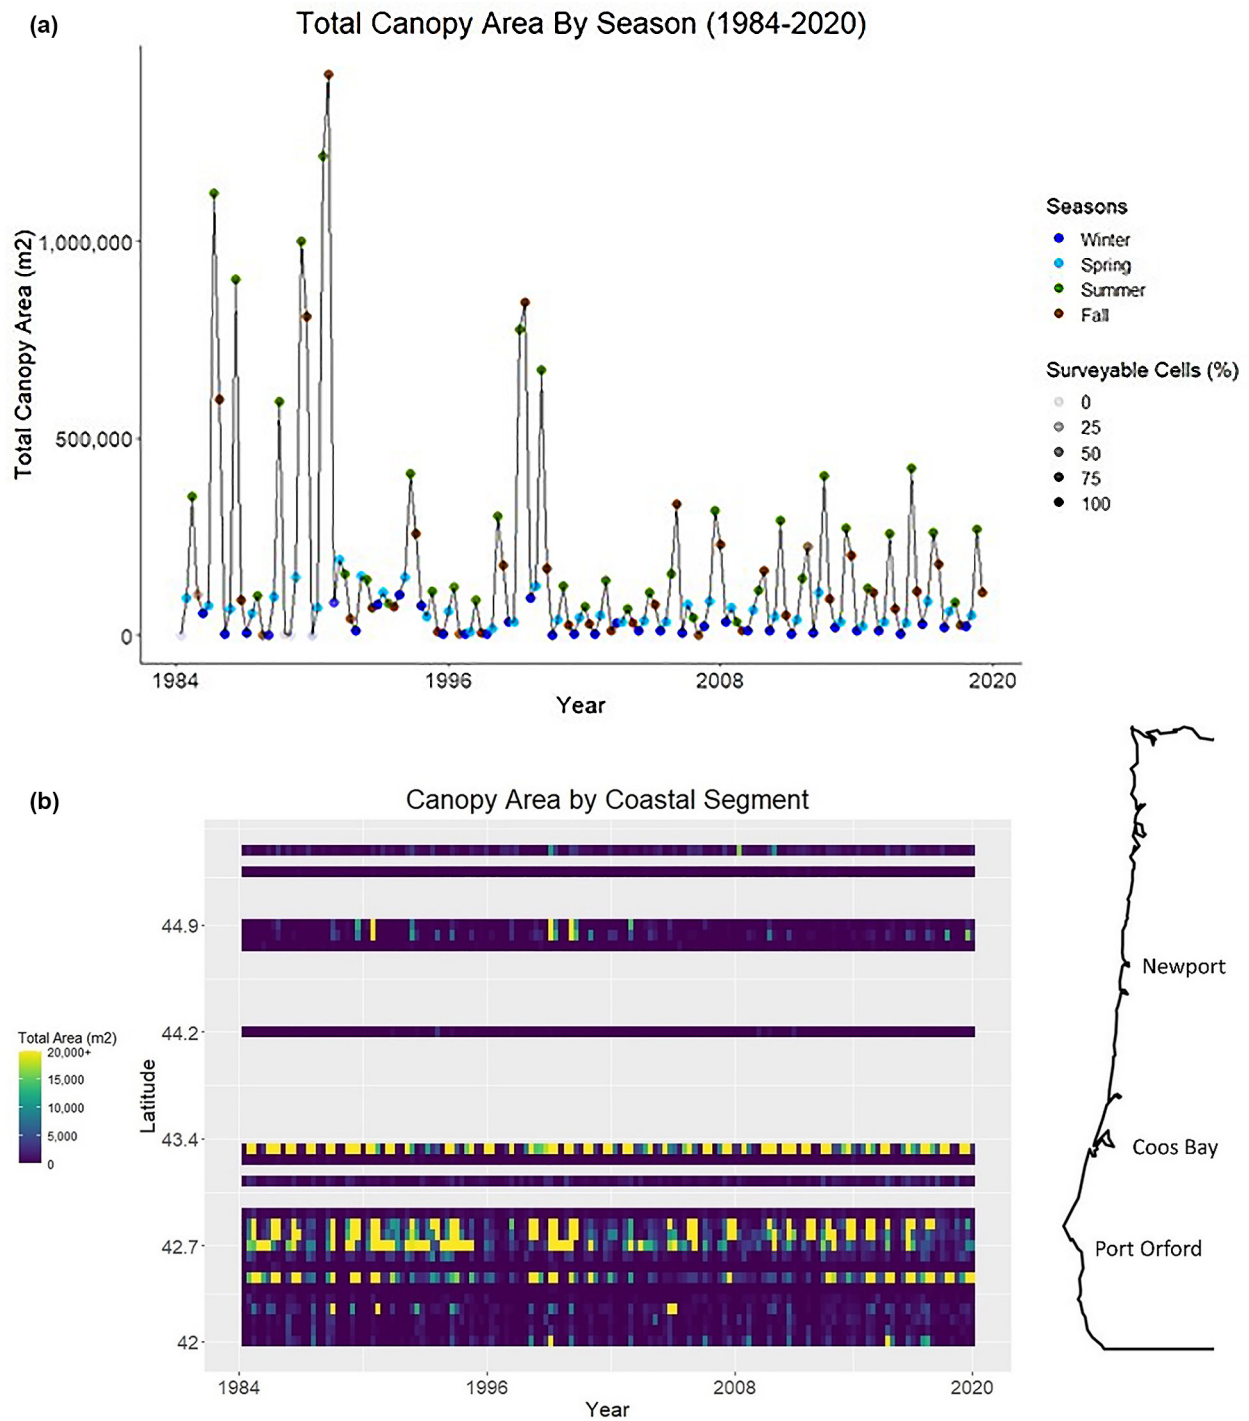 (a)
Total Canopy Area By Season (1984-2020)
Total Canopy Area (m2)
1,000,000
500,000
0
1984 1996 2008 2020
Year
Seasons
Winter
Spring
Summer
Fall
Surveyable Cells (%)
0
25
50
75
100
(b)
Canopy Area by Coastal Segment
Total Area (m2)
20,000+
15,000
10,000
5,000
0
Latitude
44.9
44.2
43.4
42.7
42
1984 1996 2008 2020
Year
Newport
Coos Bay
Port Orford